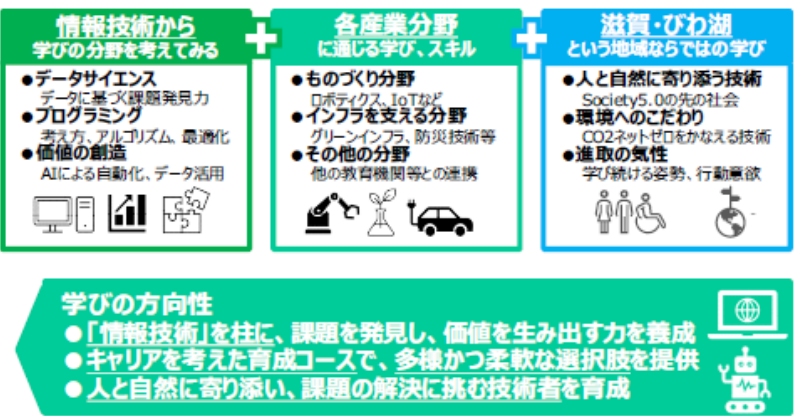 情報技術から
学びの分野を考えてみる
●データサイエンス
データに基づく課題発見力
●プログラミング
考え方、アルゴリズム、最適化
●価値の創造
AIによる自動化、データ活用
+
各産業分野
に通じる学び、スキル
●ものづくり分野
ロボティクス、IoTなど
●インフラを支える分野
グリーンインフラ、防災技術等
●その他の分野
他の教育機関等との連携
+
滋賀・びわ湖
という地域ならではの学び
●人と自然に寄り添う技術
Society5.0の先の社会
●環境へのこだわり
CO2ネットゼロをかなえる技術
●進取の気性
学び続ける姿勢、行動意欲
学びの方向性
●「情報技術」を柱に、課題を発見し、価値を生み出す力を養成
●キャリアを考えた育成コースで、多様かつ柔軟な選択肢を提供
●人と自然に寄り添い、課題の解決に挑む技術者を育成